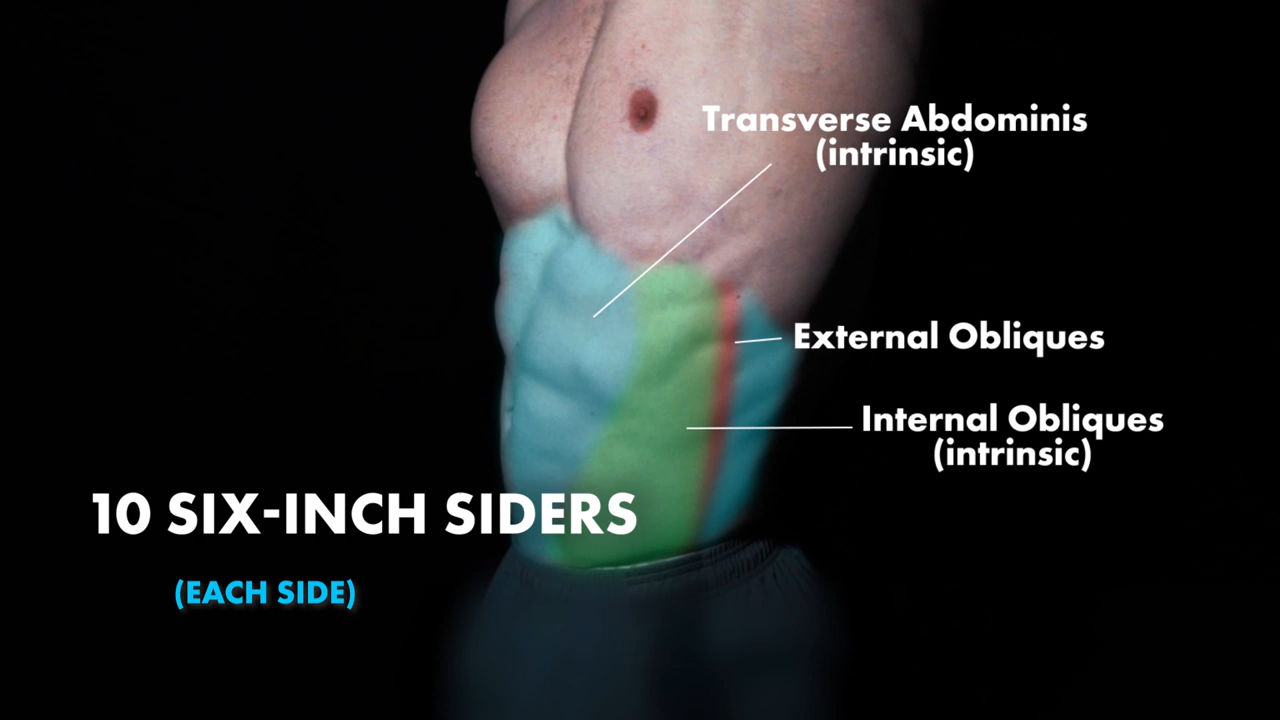 Transverse Abdominis
(intrinsic)
External Obliques
Internal Obliques
(intrinsic)
10 SIX-INCH SIDERS
(EACH SIDE)